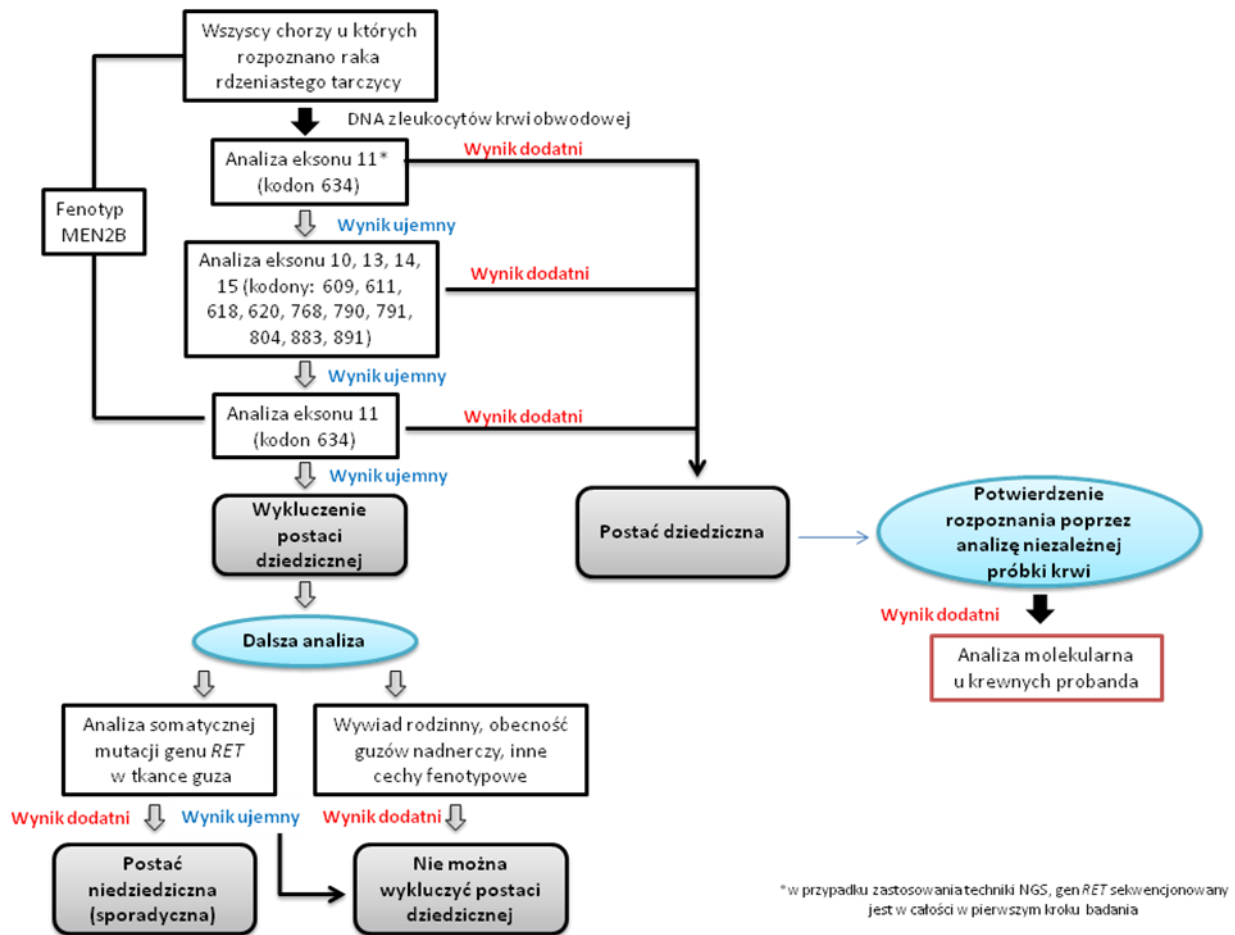 Wszyscy chorzy u których
rozpoznano raka
rdzeniastego tarczycy
DNA z leukocytów krwi obwodowej
Wynik dodatni
Analiza eksonu 11*
(kodon 634)
Fenotyp
MEN2B
Wynik ujemny
Analiza eksonu 10, 13, 14,
15 (kodony: 609, 611,
618, 620, 768, 790, 791,
804, 883, 891)
Wynik dodatni
Wynik ujemny
Analiza eksonu 11
(kodon 634)
Wynik dodatni
Wynik ujemny
Wykluczenie
postaci
dziedzicznej
Postać dziedziczna
Potwierdzenie
rozpoznania poprzez
analizę niezależnej
próbki krwi
Wynik dodatni
Analiza molekularna
u krewnych probanda
Dalsza analiza
Analiza somatycznej
mutacji genu RET
w tkance guza
Wywiad rodzinny, obecność
guzów nadnerczy, inne
cechy fenotypowe
Wynik dodatni
Wynik ujemny
Wynik dodatni
Postać
niedziedziczna
(sporadyczna)
Nie można
wykluczyć postaci
dziedzicznej
*w przypadku zastosowania techniki NGS, gen RET sekwencjonowany
jest w całości w pierwszym kroku badania